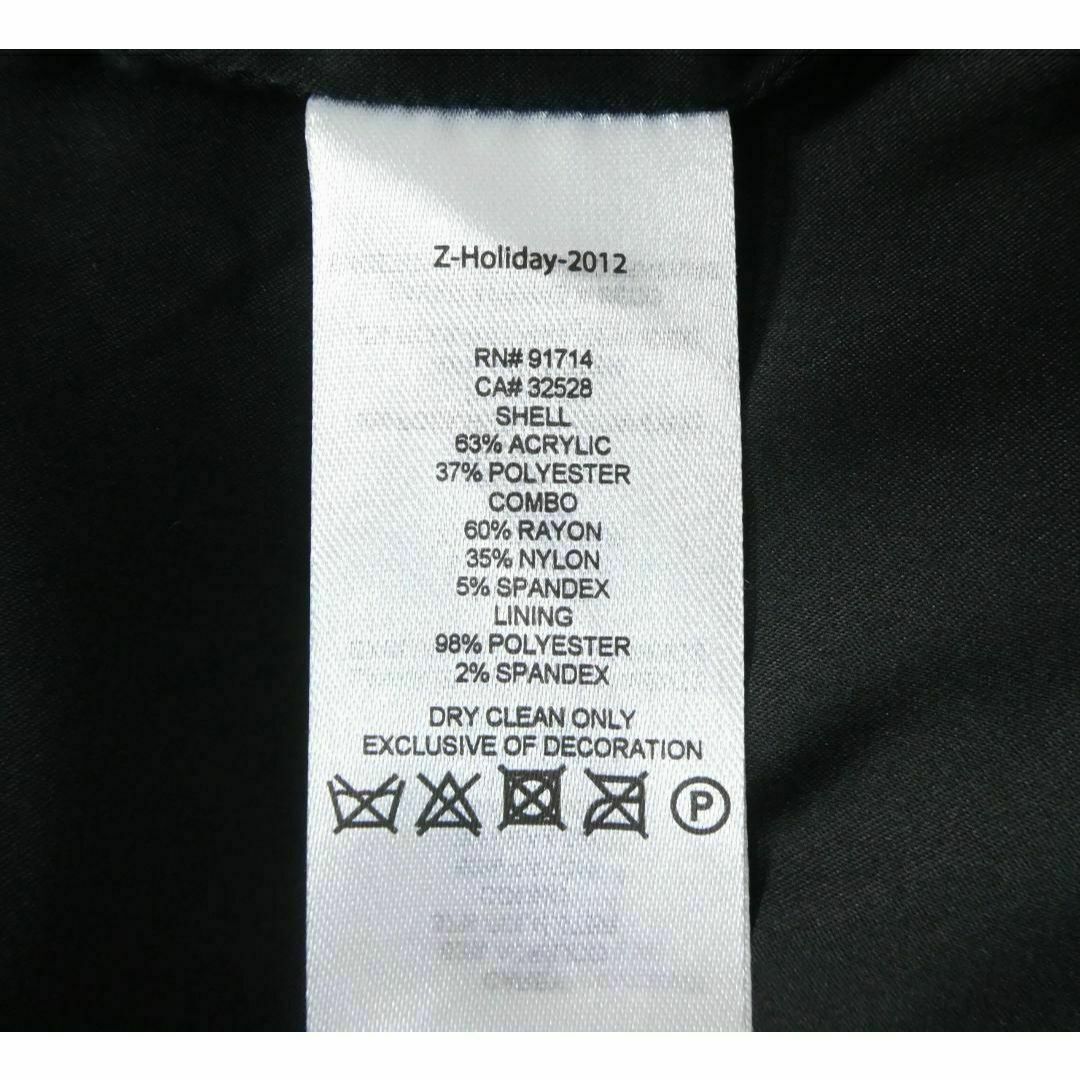 Z-Holiday-2012
RN# 91714
CA# 32528
SHELL
63% ACRYLIC
37% POLYESTER
COMBO
60% RAYON
35% NYLON
5% SPANDEX
LINING
98% POLYESTER
2% SPANDEX
DRY CLEAN ONLY
EXCLUSIVE OF DECORATION
P